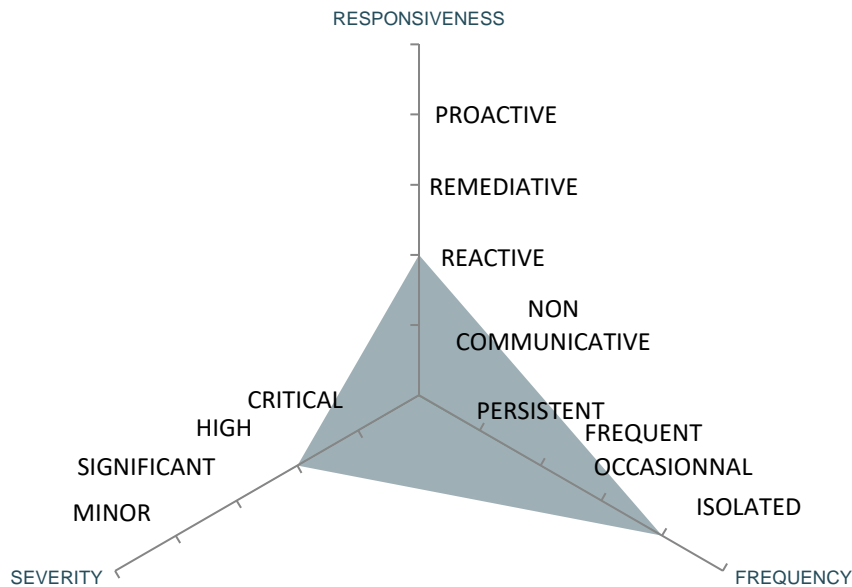 RESPONSIVENESS
PROACTIVE
REMEDIATIVE
REACTIVE
NON
COMMUNICATIVE
CRITICAL
PERSISTENT
HIGH
FREQUENT
SIGNIFICANT
OCCASIONNAL
MINOR
ISOLATED
SEVERITY
FREQUENCY